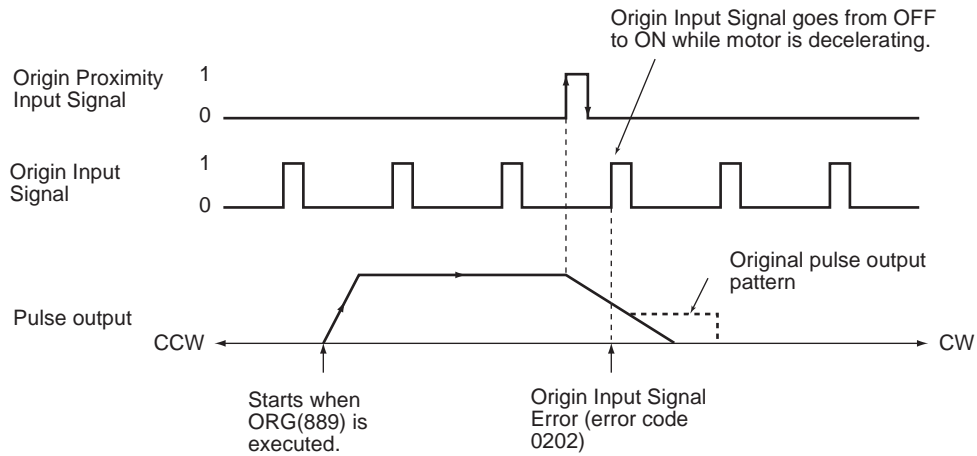 Origin Input Signal goes from OFF
to ON while motor is decelerating.
Origin Proximity
Input Signal
1
0
Origin Input
Signal
1
0
Original pulse output
pattern
Pulse output
CCW
CW
Starts when
ORG(889) is
executed.
Origin Input Signal
Error (error code
0202)